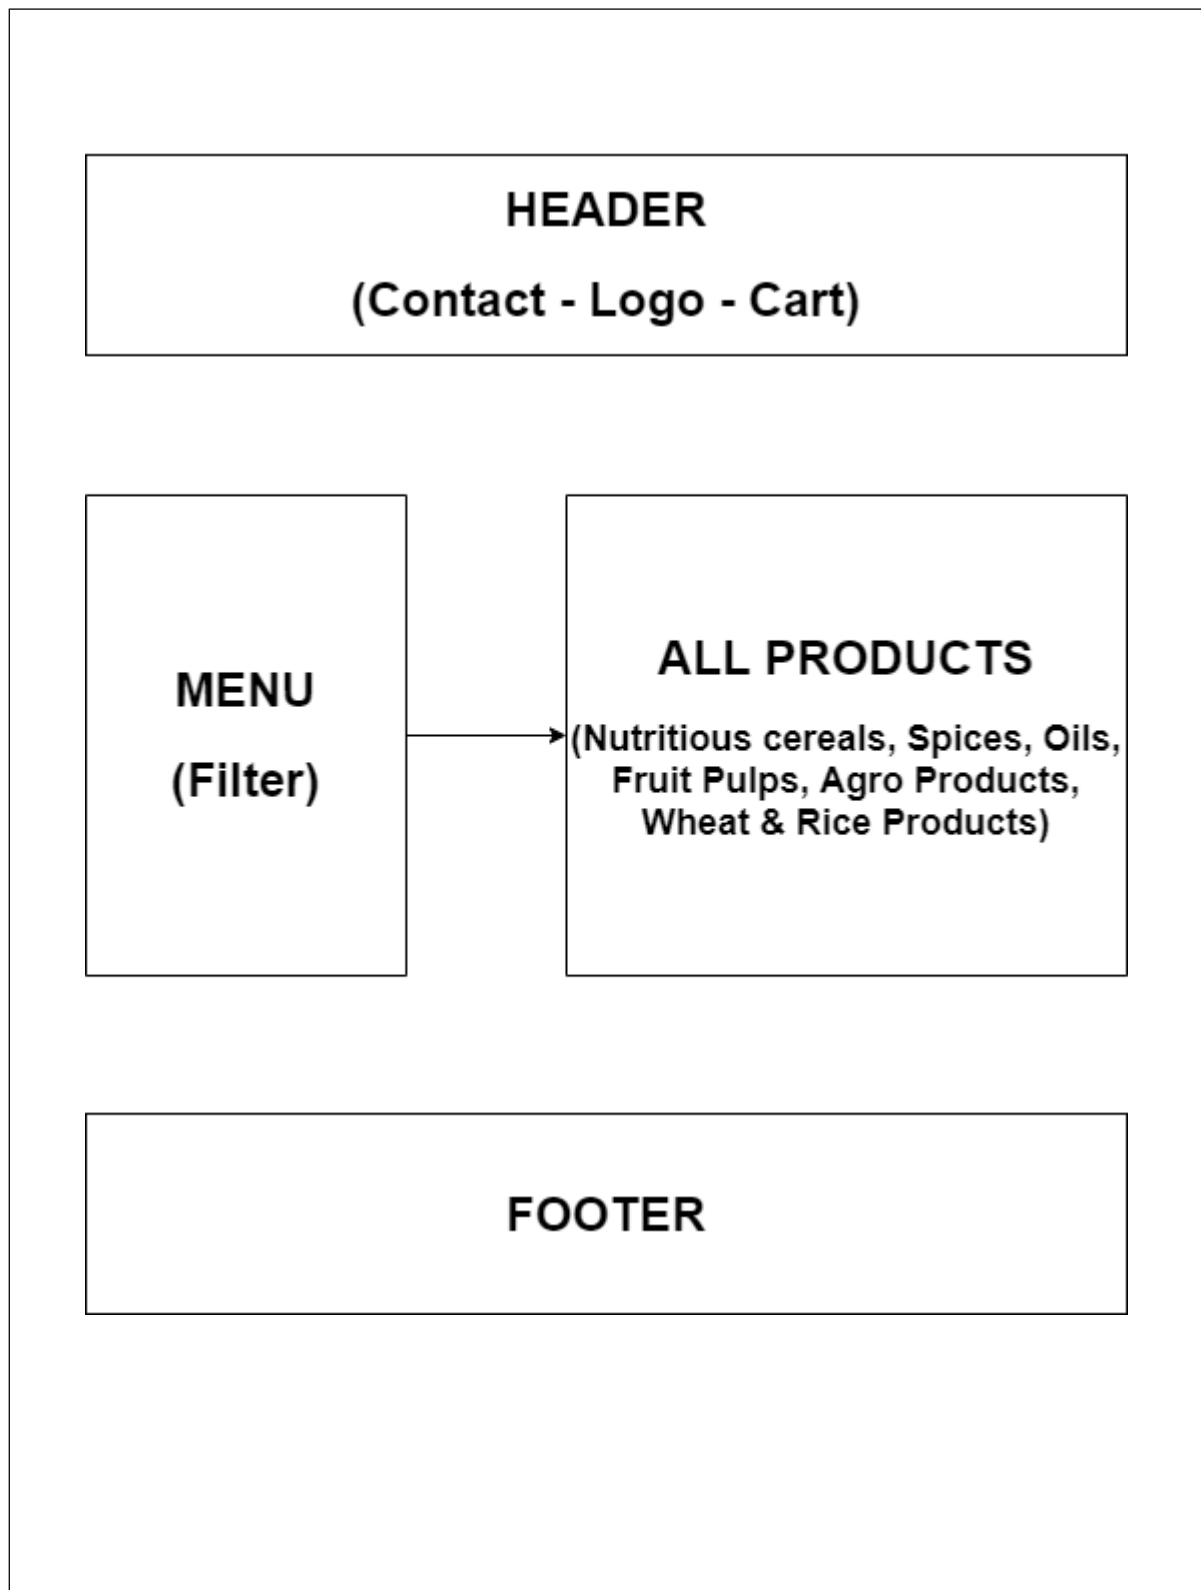 HEADER
(Contact - Logo - Cart)
MENU
(Filter)
ALL PRODUCTS
(Nutritious cereals, Spices, Oils,
Fruit Pulps, Agro Products,
Wheat & Rice Products)
FOOTER